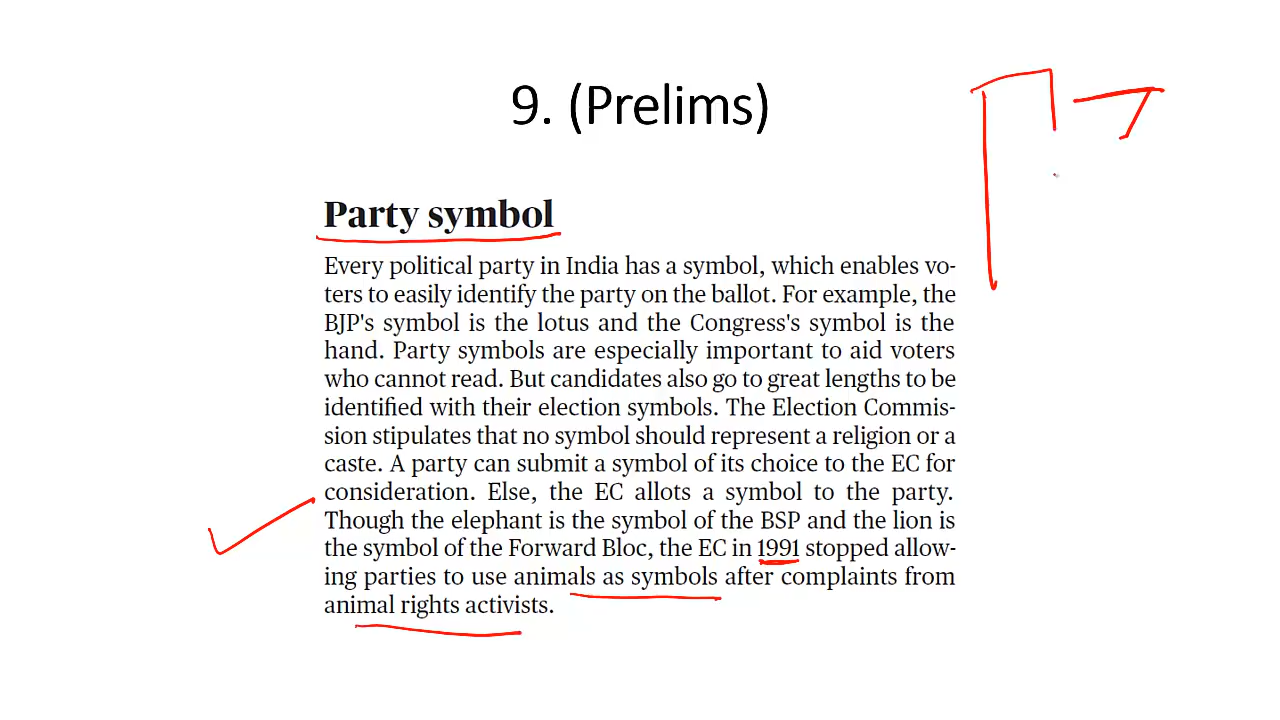 9. (Prelims)
Party symbol
Every political party in India has a symbol, which enables vo-
ters to easily identify the party on the ballot. For example, the
BJP's symbol is the lotus and the Congress's symbol is the
hand. Party symbols are especially important to aid voters
who cannot read. But candidates also go to great lengths to be
identified with their election symbols. The Election Commis-
sion stipulates that no symbol should represent a religion or a
caste. A party can submit a symbol of its choice to the EC for
consideration. Else, the EC allots a symbol to the party.
Though the elephant is the symbol of the BSP and the lion is
the symbol of the Forward Bloc, the EC in 1991 stopped allow-
ing parties to use animals as symbols after complaints from
animal rights activists.